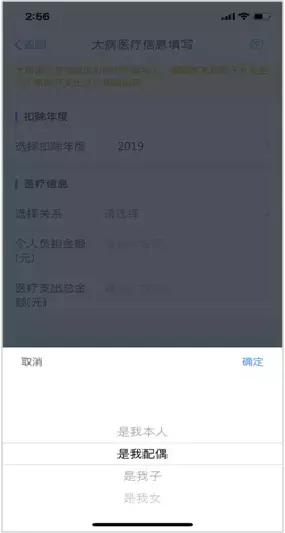 2:56
返回
大病医疗信息填写
扣除年度
选择扣除年度 2019
医疗信息
选择关系 请选择
个人负担金额
(元)
医疗支出总金
额(元)
取消 确定
是我本人
是我配偶
是我子
是我女